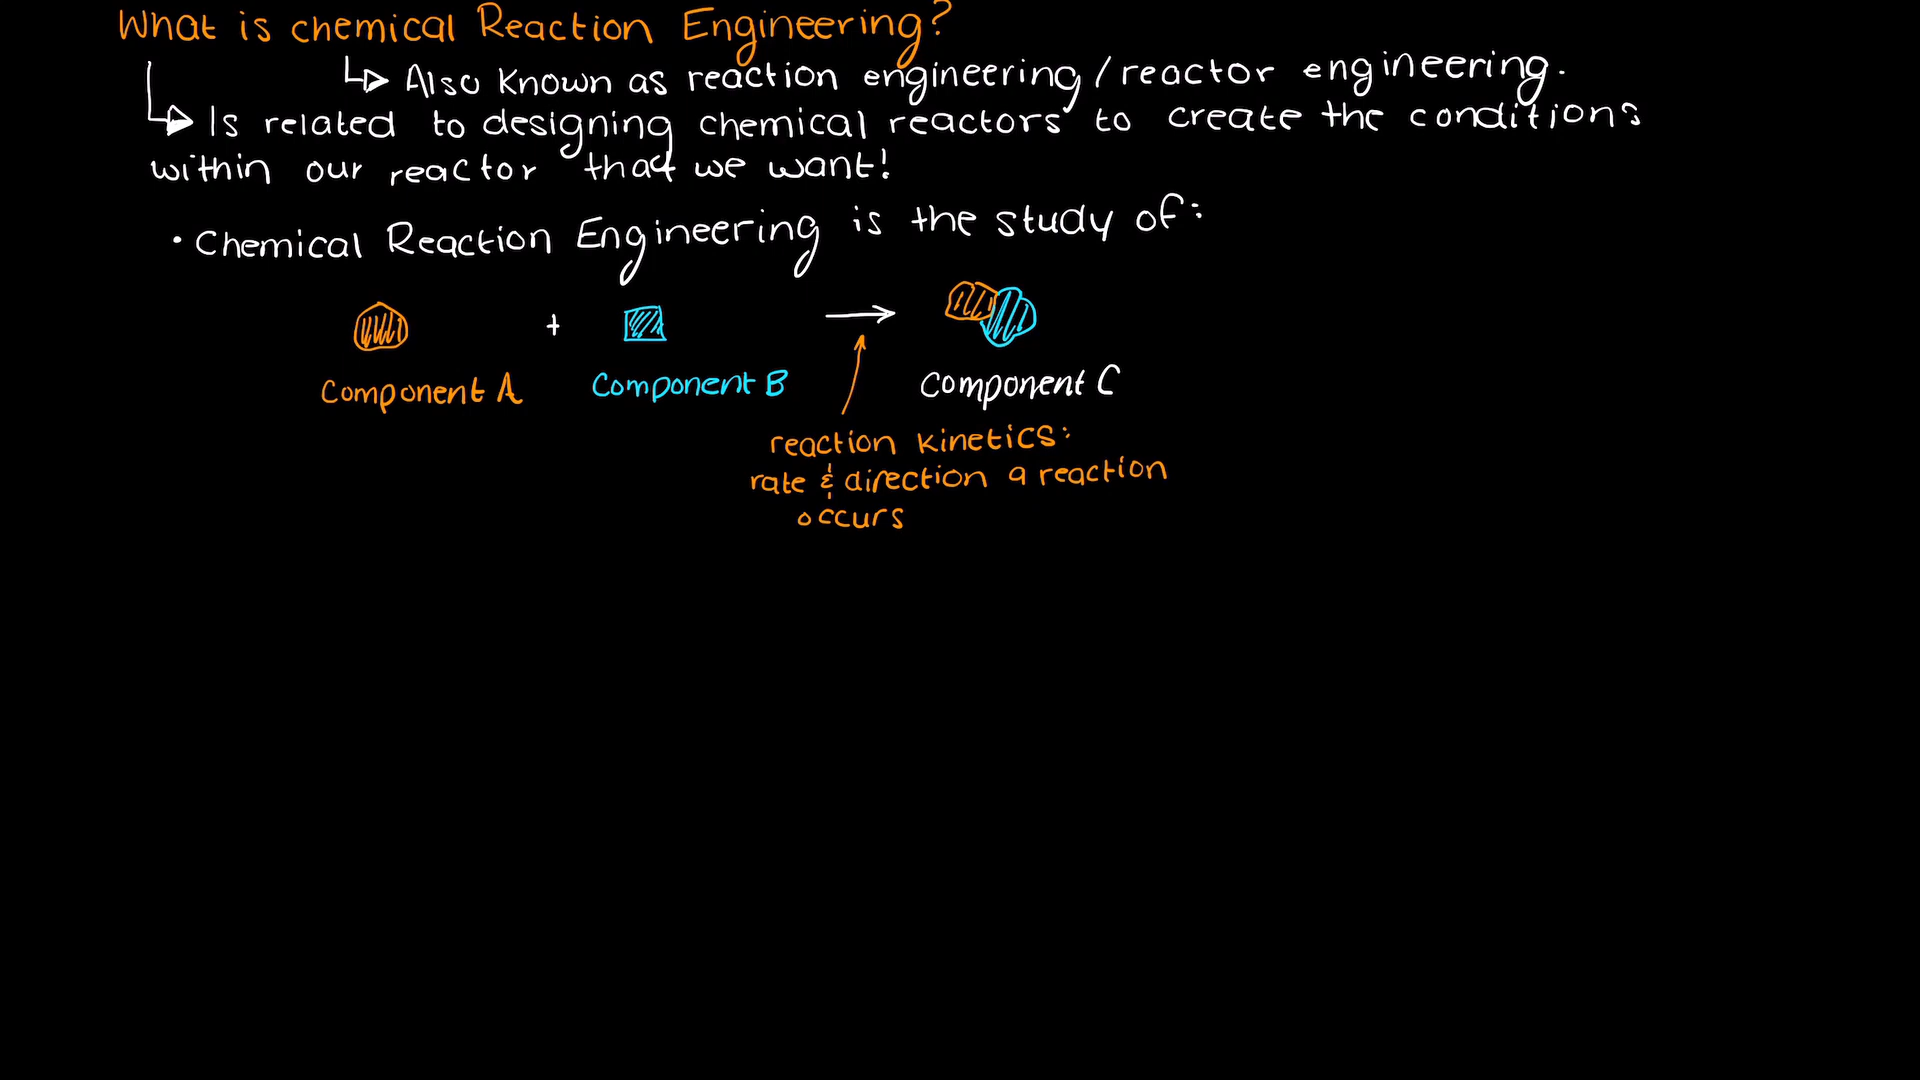 What is chemical Reaction Engineering?
Also known as reaction engineering/reactor engineering.
Is related to designing chemical reactors to create the conditions
within our reactor that we want!
• Chemical Reaction Engineering is the study of:
+
Component A
Component B
Component C
reaction kinetics:
rate & direction a reaction
occurs